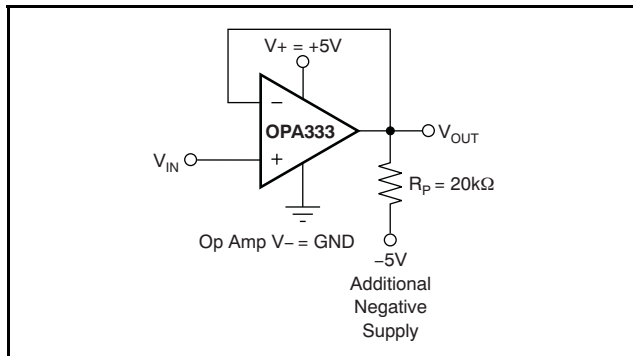 V+ = +5V
−
OPA333
+
V_IN
V_OUT
R_P = 20kΩ
Op Amp V− = GND
−5V
Additional
Negative
Supply